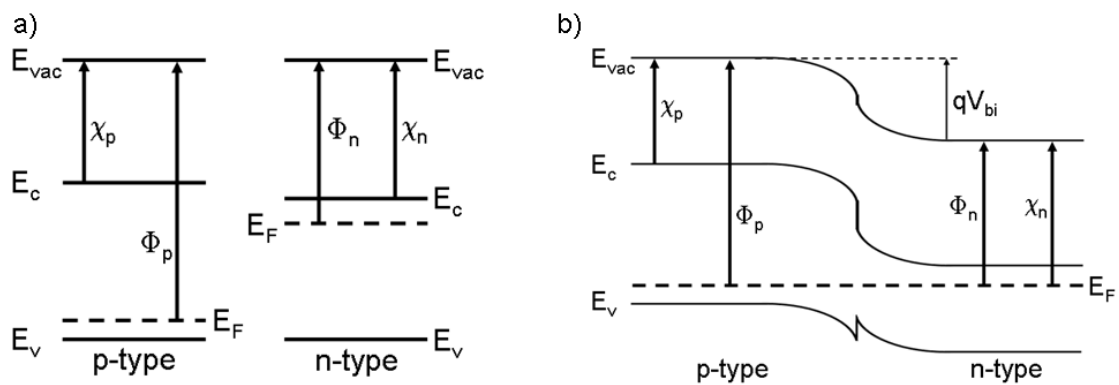 a)
E_vac
χ_p
Φ_p
E_c
E_F
E_v
p-type
E_vac
Φ_n
χ_n
E_c
E_F
E_v
n-type
b)
E_vac
χ_p
Φ_p
qV_bi
E_c
Φ_n
χ_n
E_F
E_v
p-type
n-type